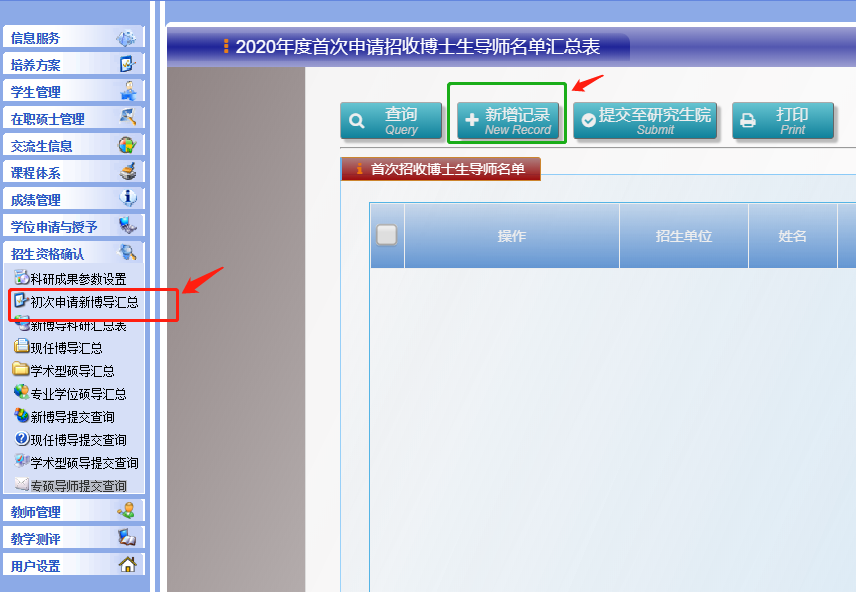 信息服务
培养方案
学生管理
在职硕士管理
交流生信息
课程体系
成绩管理
学位申请与授予
招生资格确认
科研成果参数设置
初次申请新博导汇总
新博导科研汇总表
现任博导汇总
学术型硕导汇总
专业学位硕导汇总
新博导提交查询
现任博导提交查询
学术型硕导提交查询
专硕导师提交查询
教师管理
教学测评
用户设置
2020年度首次申请招收博士生导师名单汇总表
查询
Query
新增记录
New Record
提交至研究生院
Submit
打印
Print
首次招收博士生导师名单
操作
招生单位
姓名